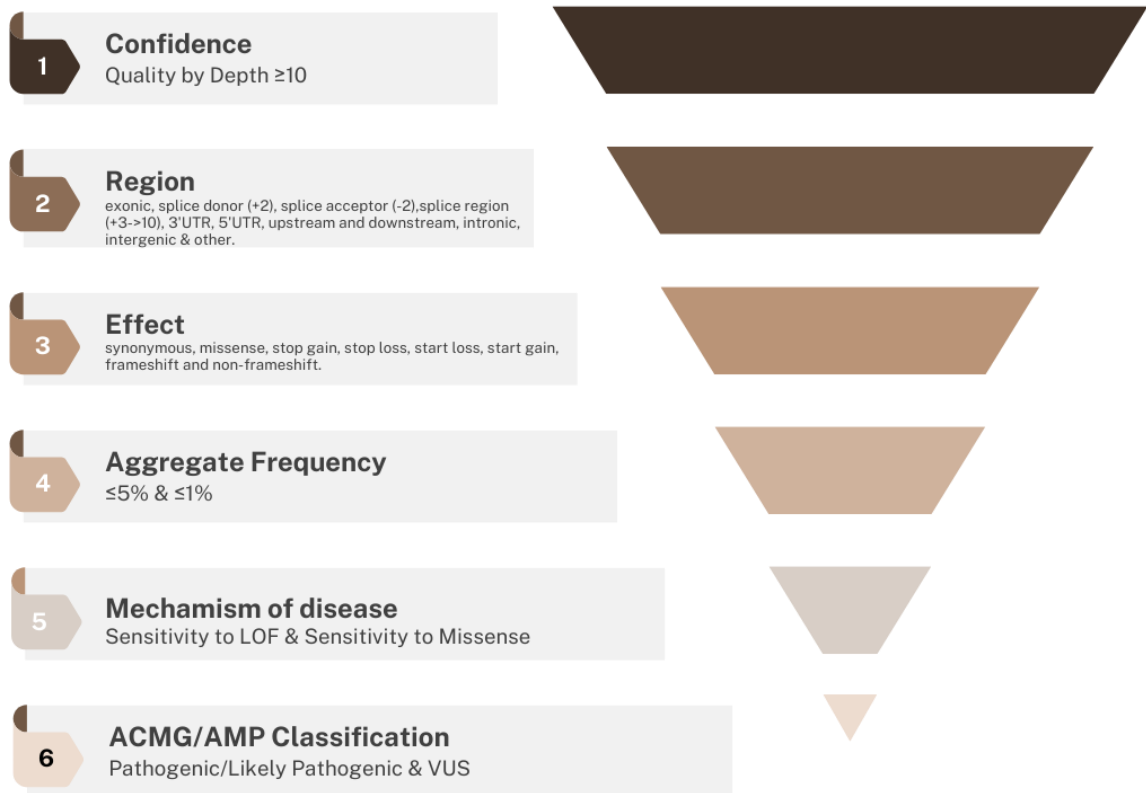 1
Confidence
Quality by Depth ≥10
2
Region
exonic, splice donor (+2), splice acceptor (-2),splice region
(+3->10), 3'UTR, 5'UTR, upstream and downstream, intronic,
intergenic & other.
3
Effect
synonymous, missense, stop gain, stop loss, start loss, start gain,
frameshift and non-frameshift.
4
Aggregate Frequency
≤5% & ≤1%
5
Mechamism of disease
Sensitivity to LOF & Sensitivity to Missense
6
ACMG/AMP Classification
Pathogenic/Likely Pathogenic & VUS